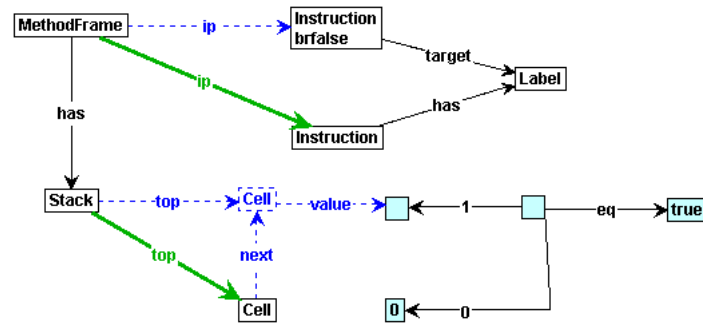 MethodFrame
ip
Instruction
brfalse
target
Label
ip
has
has
Instruction
Stack
top
Cell
value
1
eq
true
top
next
Cell
0
0